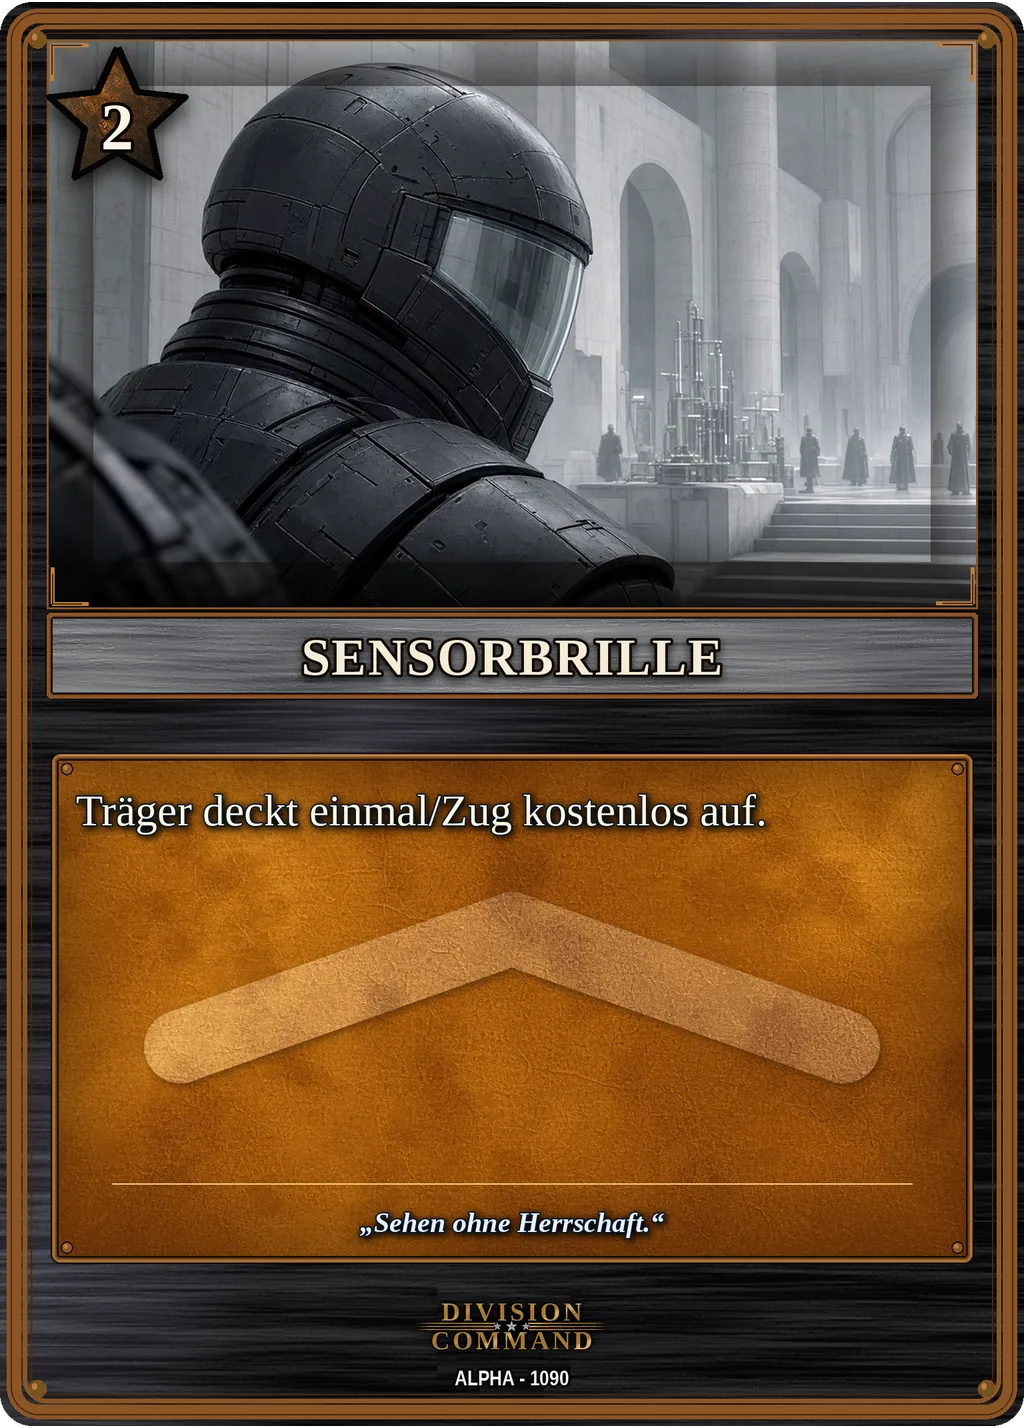 2
SENSORBRILLE
Träger deckt einmal/Zug kostenlos auf.
„Sehen ohne Herrschaft.“
DIVISION
COMMAND
ALPHA - 1090